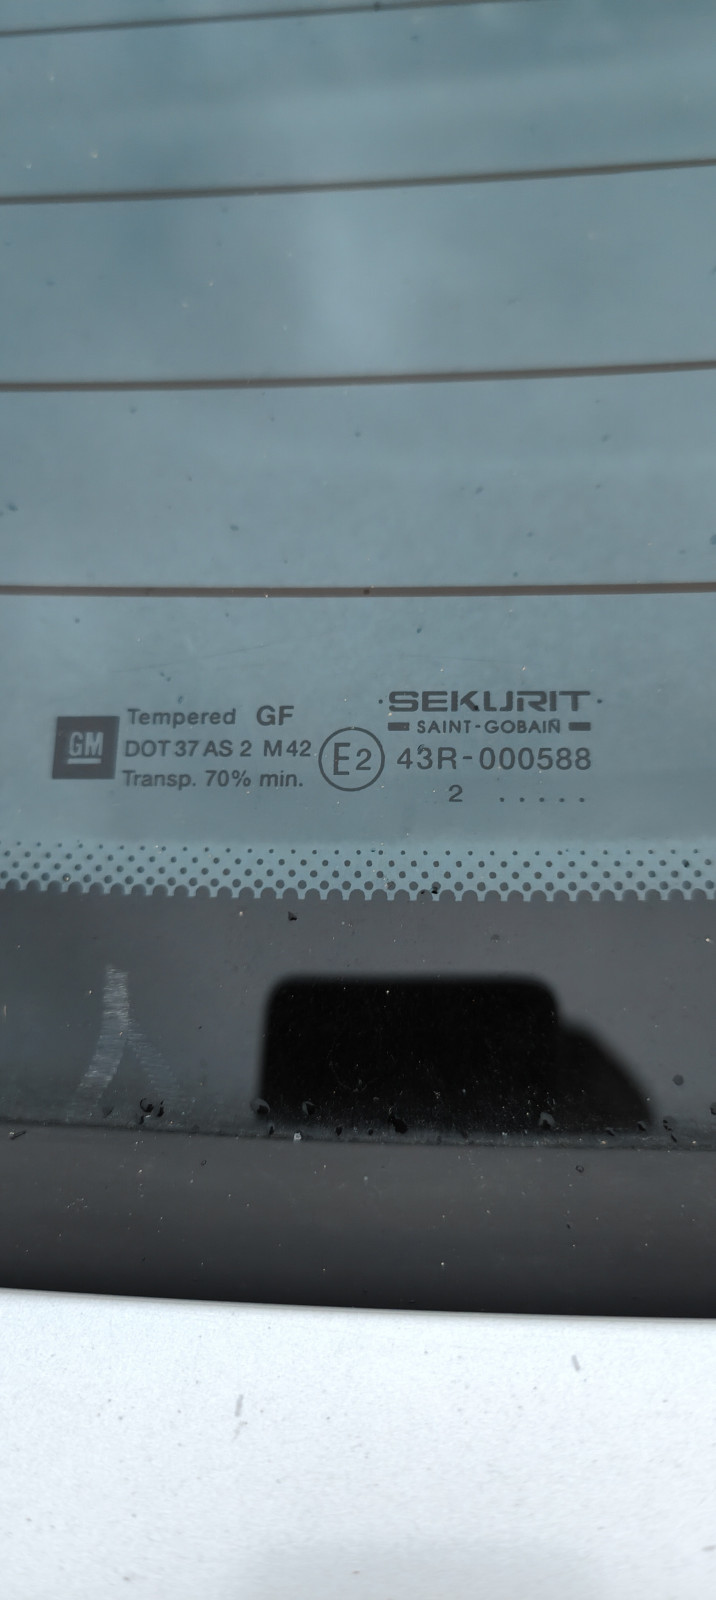 GM
Tempered GF
DOT 37 AS 2 M42
Transp. 70% min.
E2
·SEKURIT·
SAINT-GOBAIN
43R-000588
2 .....